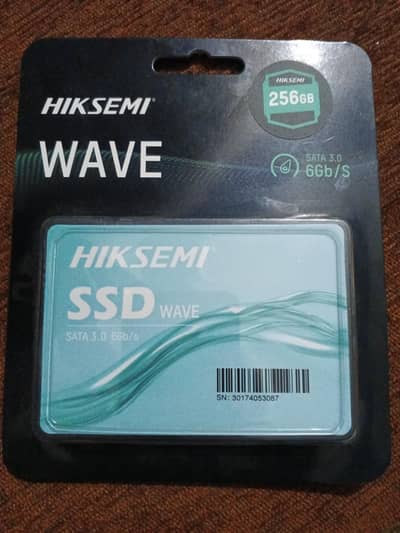 HIKSEMI
256GB
HIKSEMI
WAVE
SATA 3.0
6Gb/S
HIKSEMI
SSD WAVE
SATA 3.0 6Gb/s
SN: 30174053087